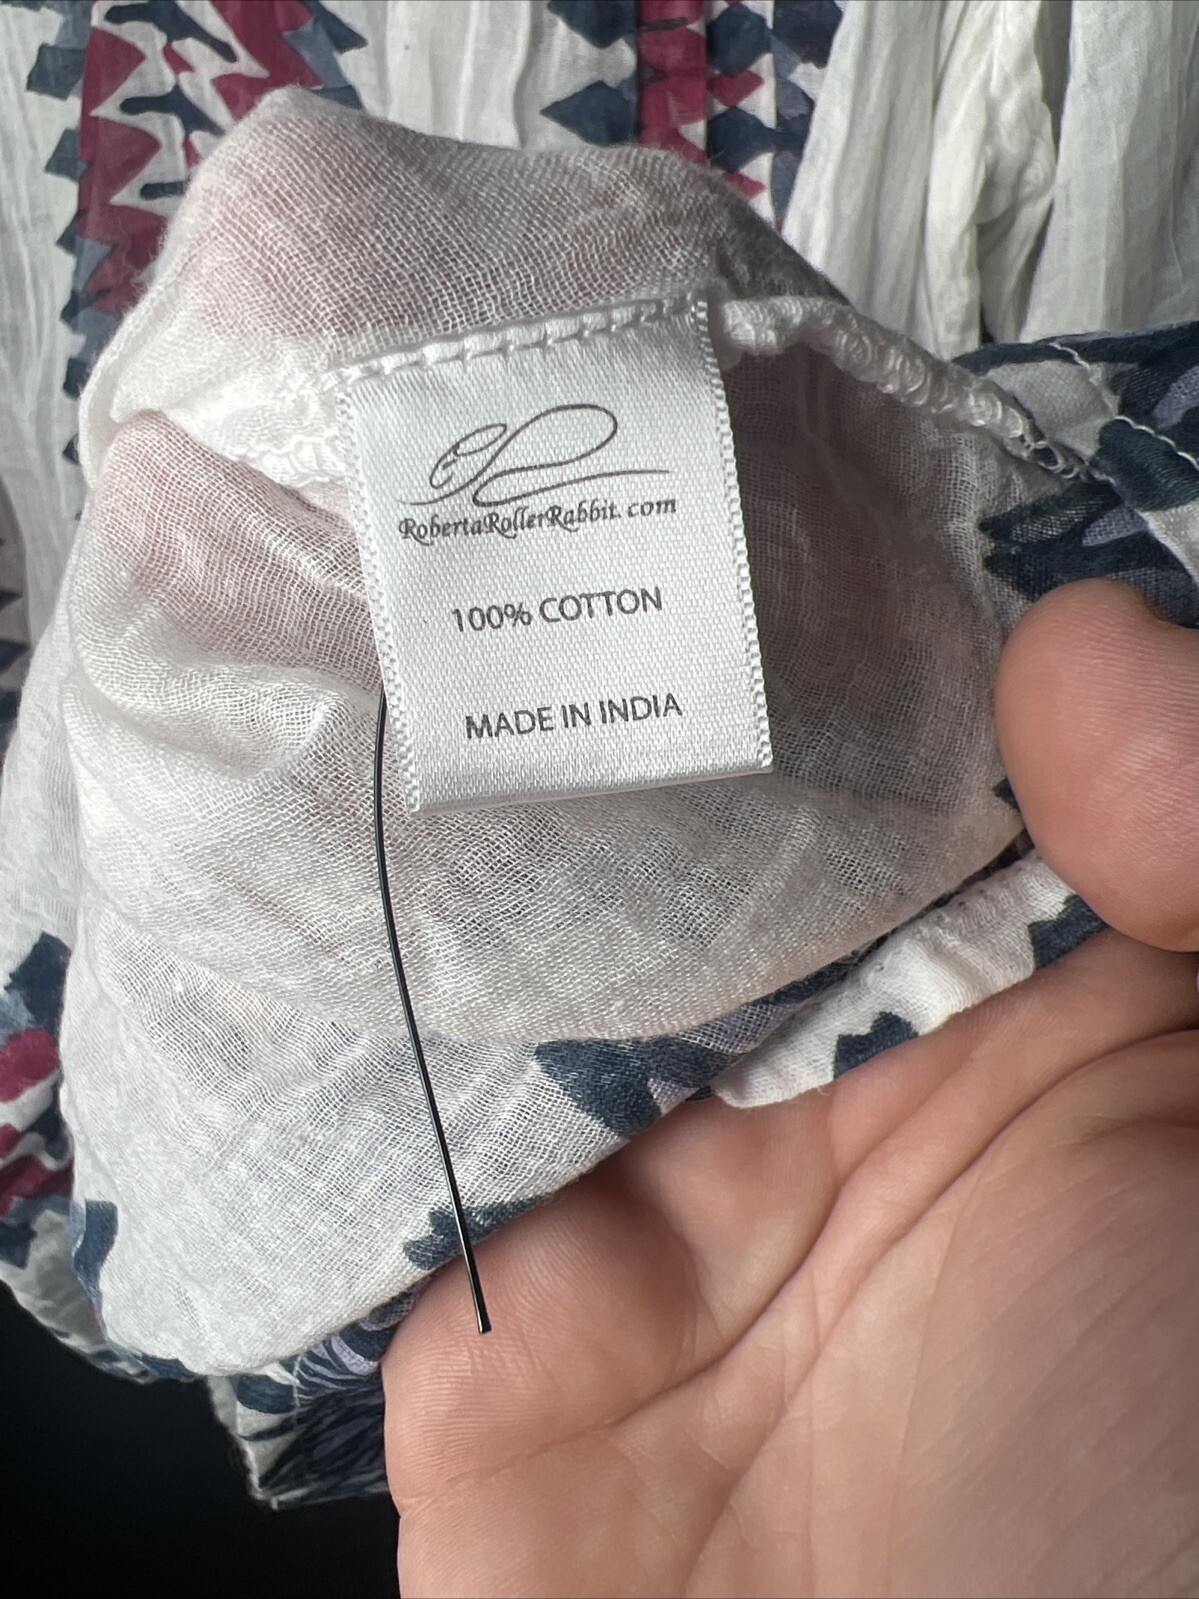 RobertaRollerRabbit.com
100% COTTON
MADE IN INDIA